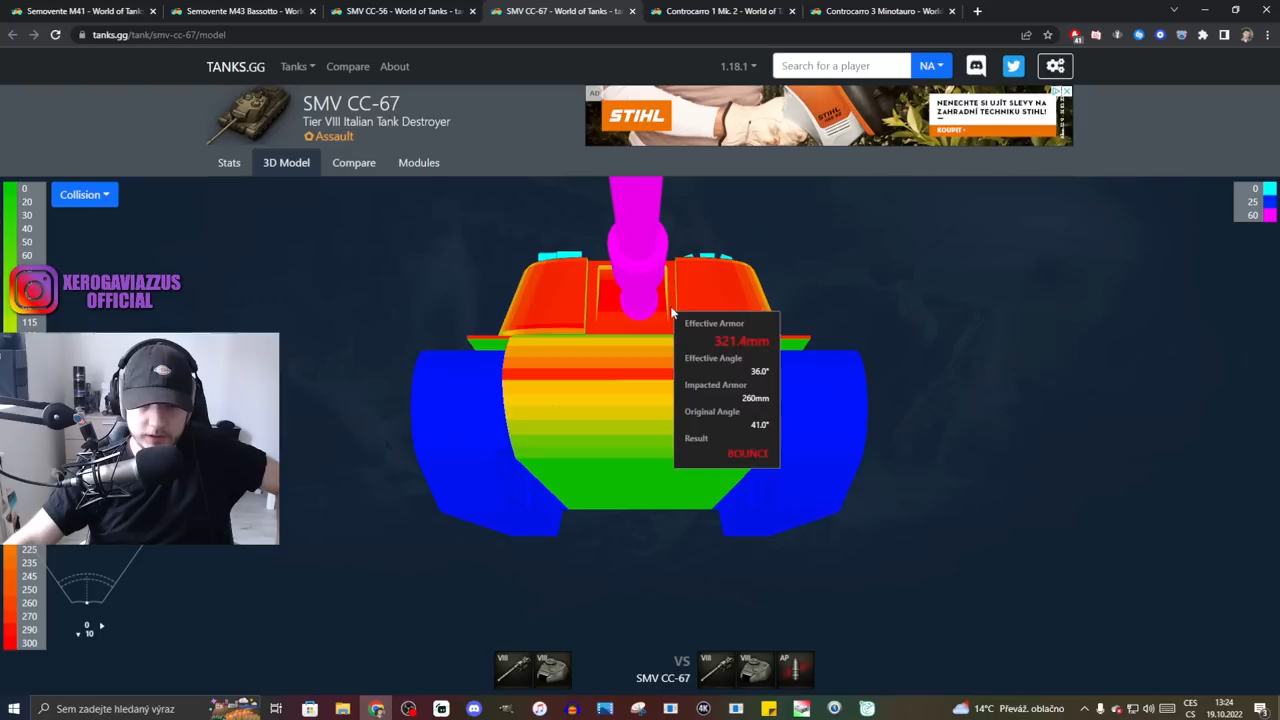 Semovente M41 - World of Tanks
Semovente M43 Bassotto - World
SMV CC-56 - World of Tanks - tan
SMV CC-67 - World of Tanks - tan
Controcarro 1 Mk. 2 - World of T
Controcarro 3 Minotauro - World
tanks.gg/tank/smv-cc-67/model
41
TANKS.GG
Tanks
Compare
About
1.18.1
Search for a player
NA
SMV CC-67
TVIII Italian Tank Destroyer
Assault
AD
STIHL
NENECHTE SI UJÍT SLEVY NA
ZAHRADNÍ TECHNIKU STIHL!
KOUPIT ›
Stats
3D Model
Compare
Modules
Collision
0
20
30
40
50
60
115
225
235
245
250
260
270
290
300
0
25
60
XEROGAVIAZZUS
OFFICIAL
Effective Armor
321.4mm
Effective Angle
36.0°
Impacted Armor
260mm
Original Angle
41.0°
Result
BOUNCE
0
10
VIII
VS
SMV CC-67
VIII
VIII
AP
Sem zadejte hledaný výraz
4K
14°C Převáž. oblačno
CES
13:24
19.10.2022